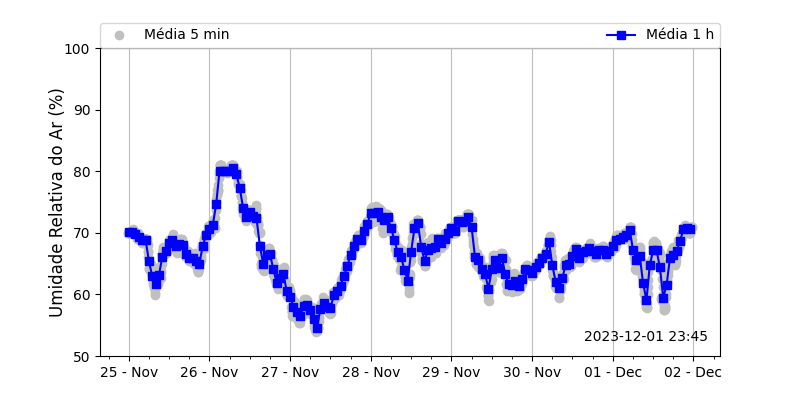 Média 5 min Média 1 h
100
90
80
70
60
50
Umidade Relativa do Ar (%)
2023-12-01 23:45
25 - Nov 26 - Nov 27 - Nov 28 - Nov 29 - Nov 30 - Nov 01 - Dec 02 - Dec